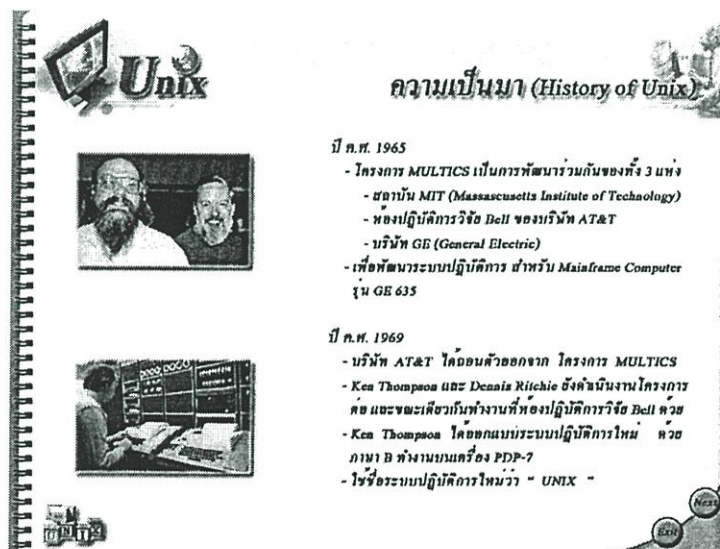 Unix
ความเป็นมา (History of Unix)
ปี ค.ศ. 1965
- โครงการ MULTICS เป็นการพัฒนาร่วมกันของทั้ง 3 แห่ง
- สถาบัน MIT (Massascusetts Institute of Technology)
- ห้องปฏิบัติการวิจัย Bell ของบริษัท AT&T
- บริษัท GE (General Electric)
- เพื่อพัฒนาระบบปฏิบัติการ สำหรับ Mainframe Computer
รุ่น GE 635
ปี ค.ศ. 1969
- บริษัท AT&T ได้ถอนตัวออกจาก โครงการ MULTICS
- Ken Thompson และ Dennis Ritchie ยังดำเนินงานโครงการ
ต่อ และขณะเดียวกันทำงานที่ห้องปฏิบัติการวิจัย Bell ด้วย
- Ken Thompson ได้ออกแบบระบบปฏิบัติการใหม่ ด้วย
ภาษา B ทำงานบนเครื่อง PDP-7
- ใช้ชื่อระบบปฏิบัติการใหม่ว่า " UNIX "
UNIX
Next
Exit